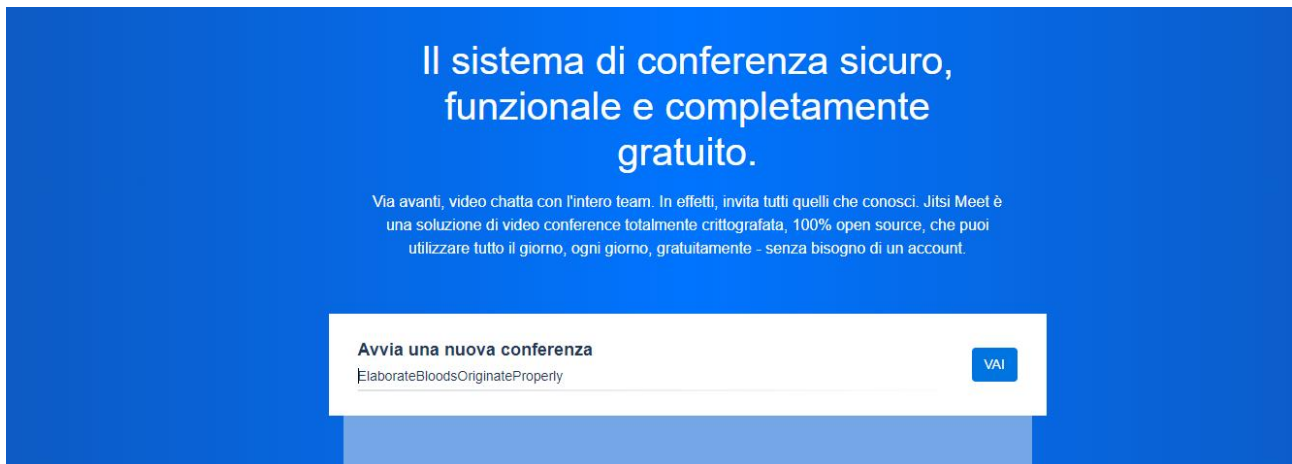 Il sistema di conferenza sicuro,
funzionale e completamente
gratuito.
Via avanti, video chatta con l'intero team. In effetti, invita tutti quelli che conosci. Jitsi Meet è
una soluzione di video conference totalmente crittografata, 100% open source, che puoi
utilizzare tutto il giorno, ogni giorno, gratuitamente - senza bisogno di un account.
Avvia una nuova conferenza
ElaborateBloodsOriginateProperly
VAI